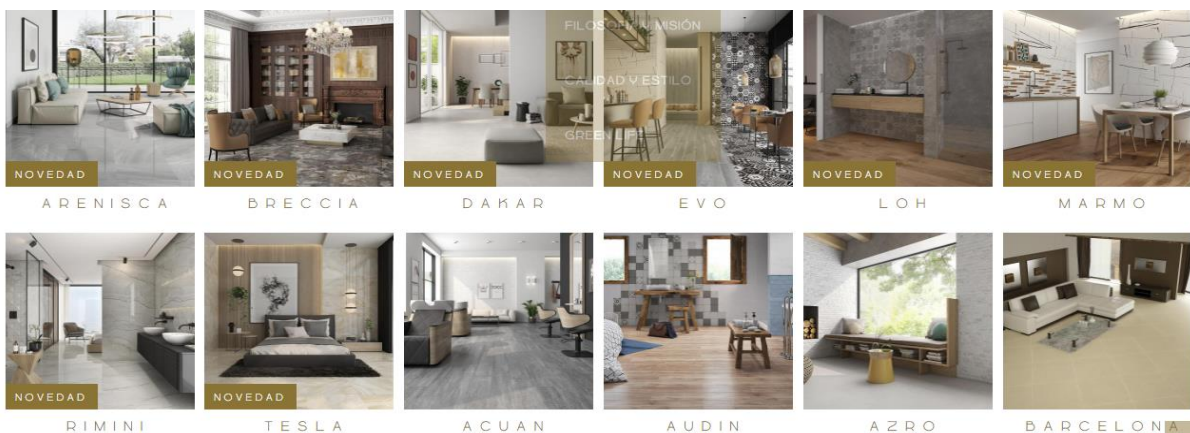 FILOSOFÍA Y MISIÓN
CALIDAD Y ESTILO
GREEN LIFE
NOVEDAD
NOVEDAD
NOVEDAD
NOVEDAD
NOVEDAD
NOVEDAD
ARENISCA
BRECCIA
DAKAR
EVO
LOH
MARMO
NOVEDAD
NOVEDAD
RIMINI
TESLA
ACUAN
AUDIN
AZRO
BARCELONA